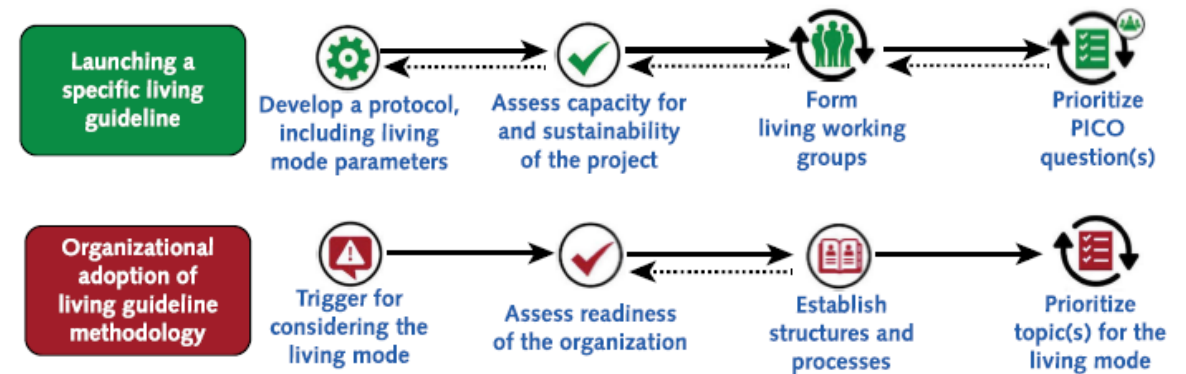 Launching a
specific living
guideline
Develop a protocol,
including living
mode parameters
Assess capacity for
and sustainability
of the project
Form
living working
groups
Prioritize
PICO
question(s)
Organizational
adoption of
living guideline
methodology
Trigger for
considering the
living mode
Assess readiness
of the organization
Establish
structures and
processes
Prioritize
topic(s) for the
living mode